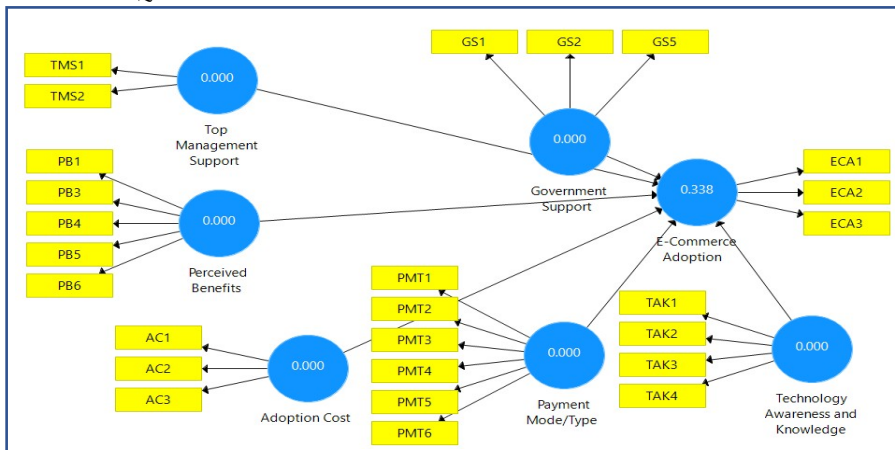 TMS1
TMS2
0.000
Top
Management
Support
GS1
GS2
GS5
0.000
Government
Support
PB1
PB3
PB4
PB5
PB6
0.000
Perceived
Benefits
0.338
E-Commerce
Adoption
ECA1
ECA2
ECA3
AC1
AC2
AC3
0.000
Adoption Cost
PMT1
PMT2
PMT3
PMT4
PMT5
PMT6
0.000
Payment
Mode/Type
TAK1
TAK2
TAK3
TAK4
0.000
Technology
Awareness and
Knowledge